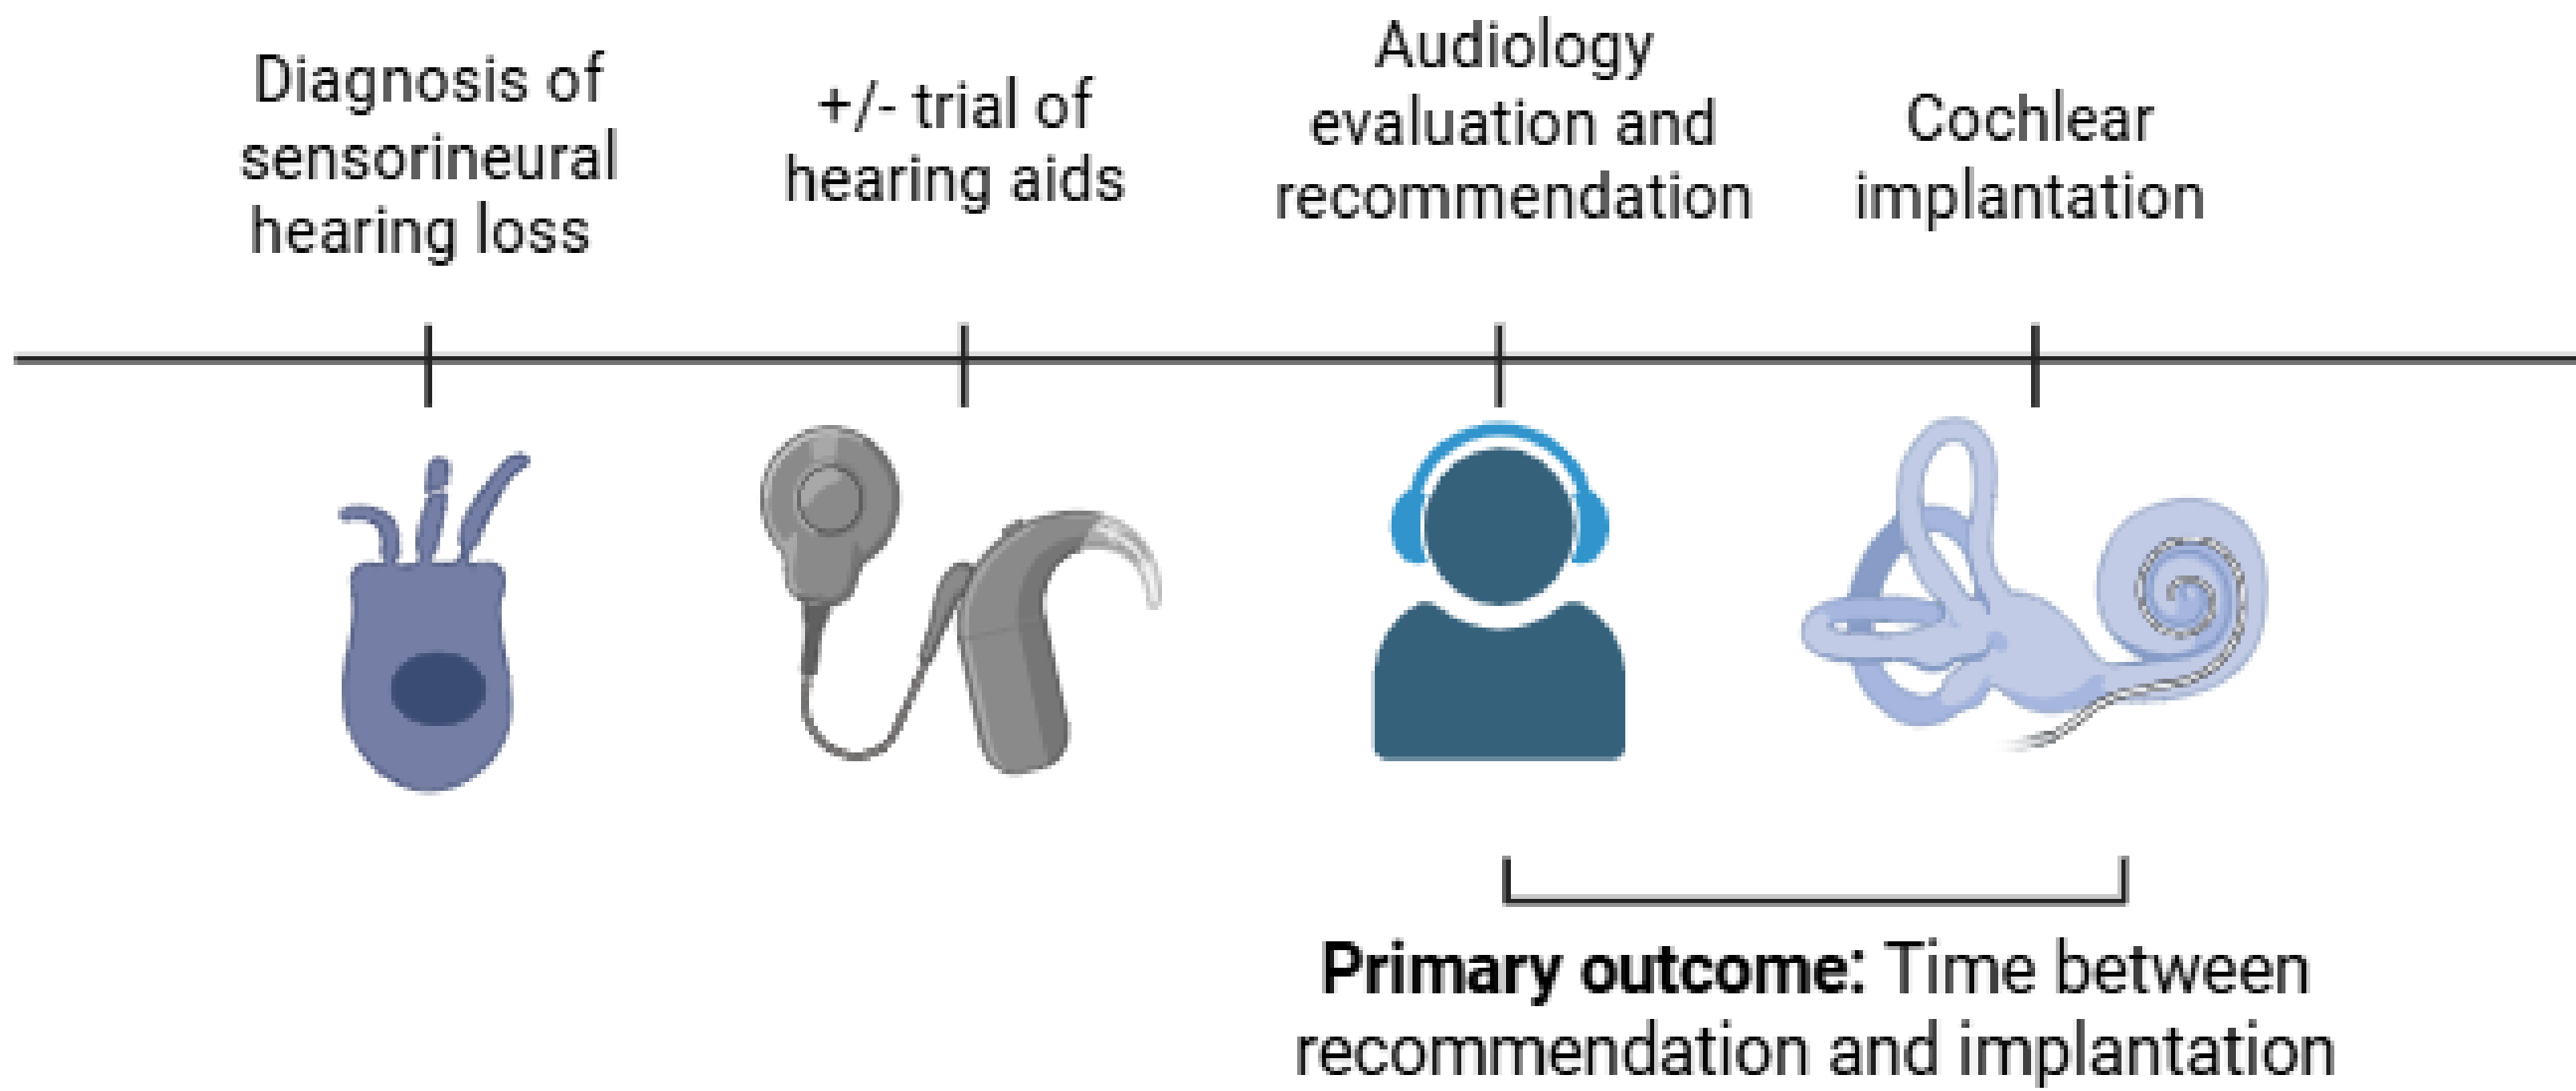 Diagnosis of
sensorineural
hearing loss
+/- trial of
hearing aids
Audiology
evaluation and
recommendation
Cochlear
implantation
Primary outcome: Time between
recommendation and implantation